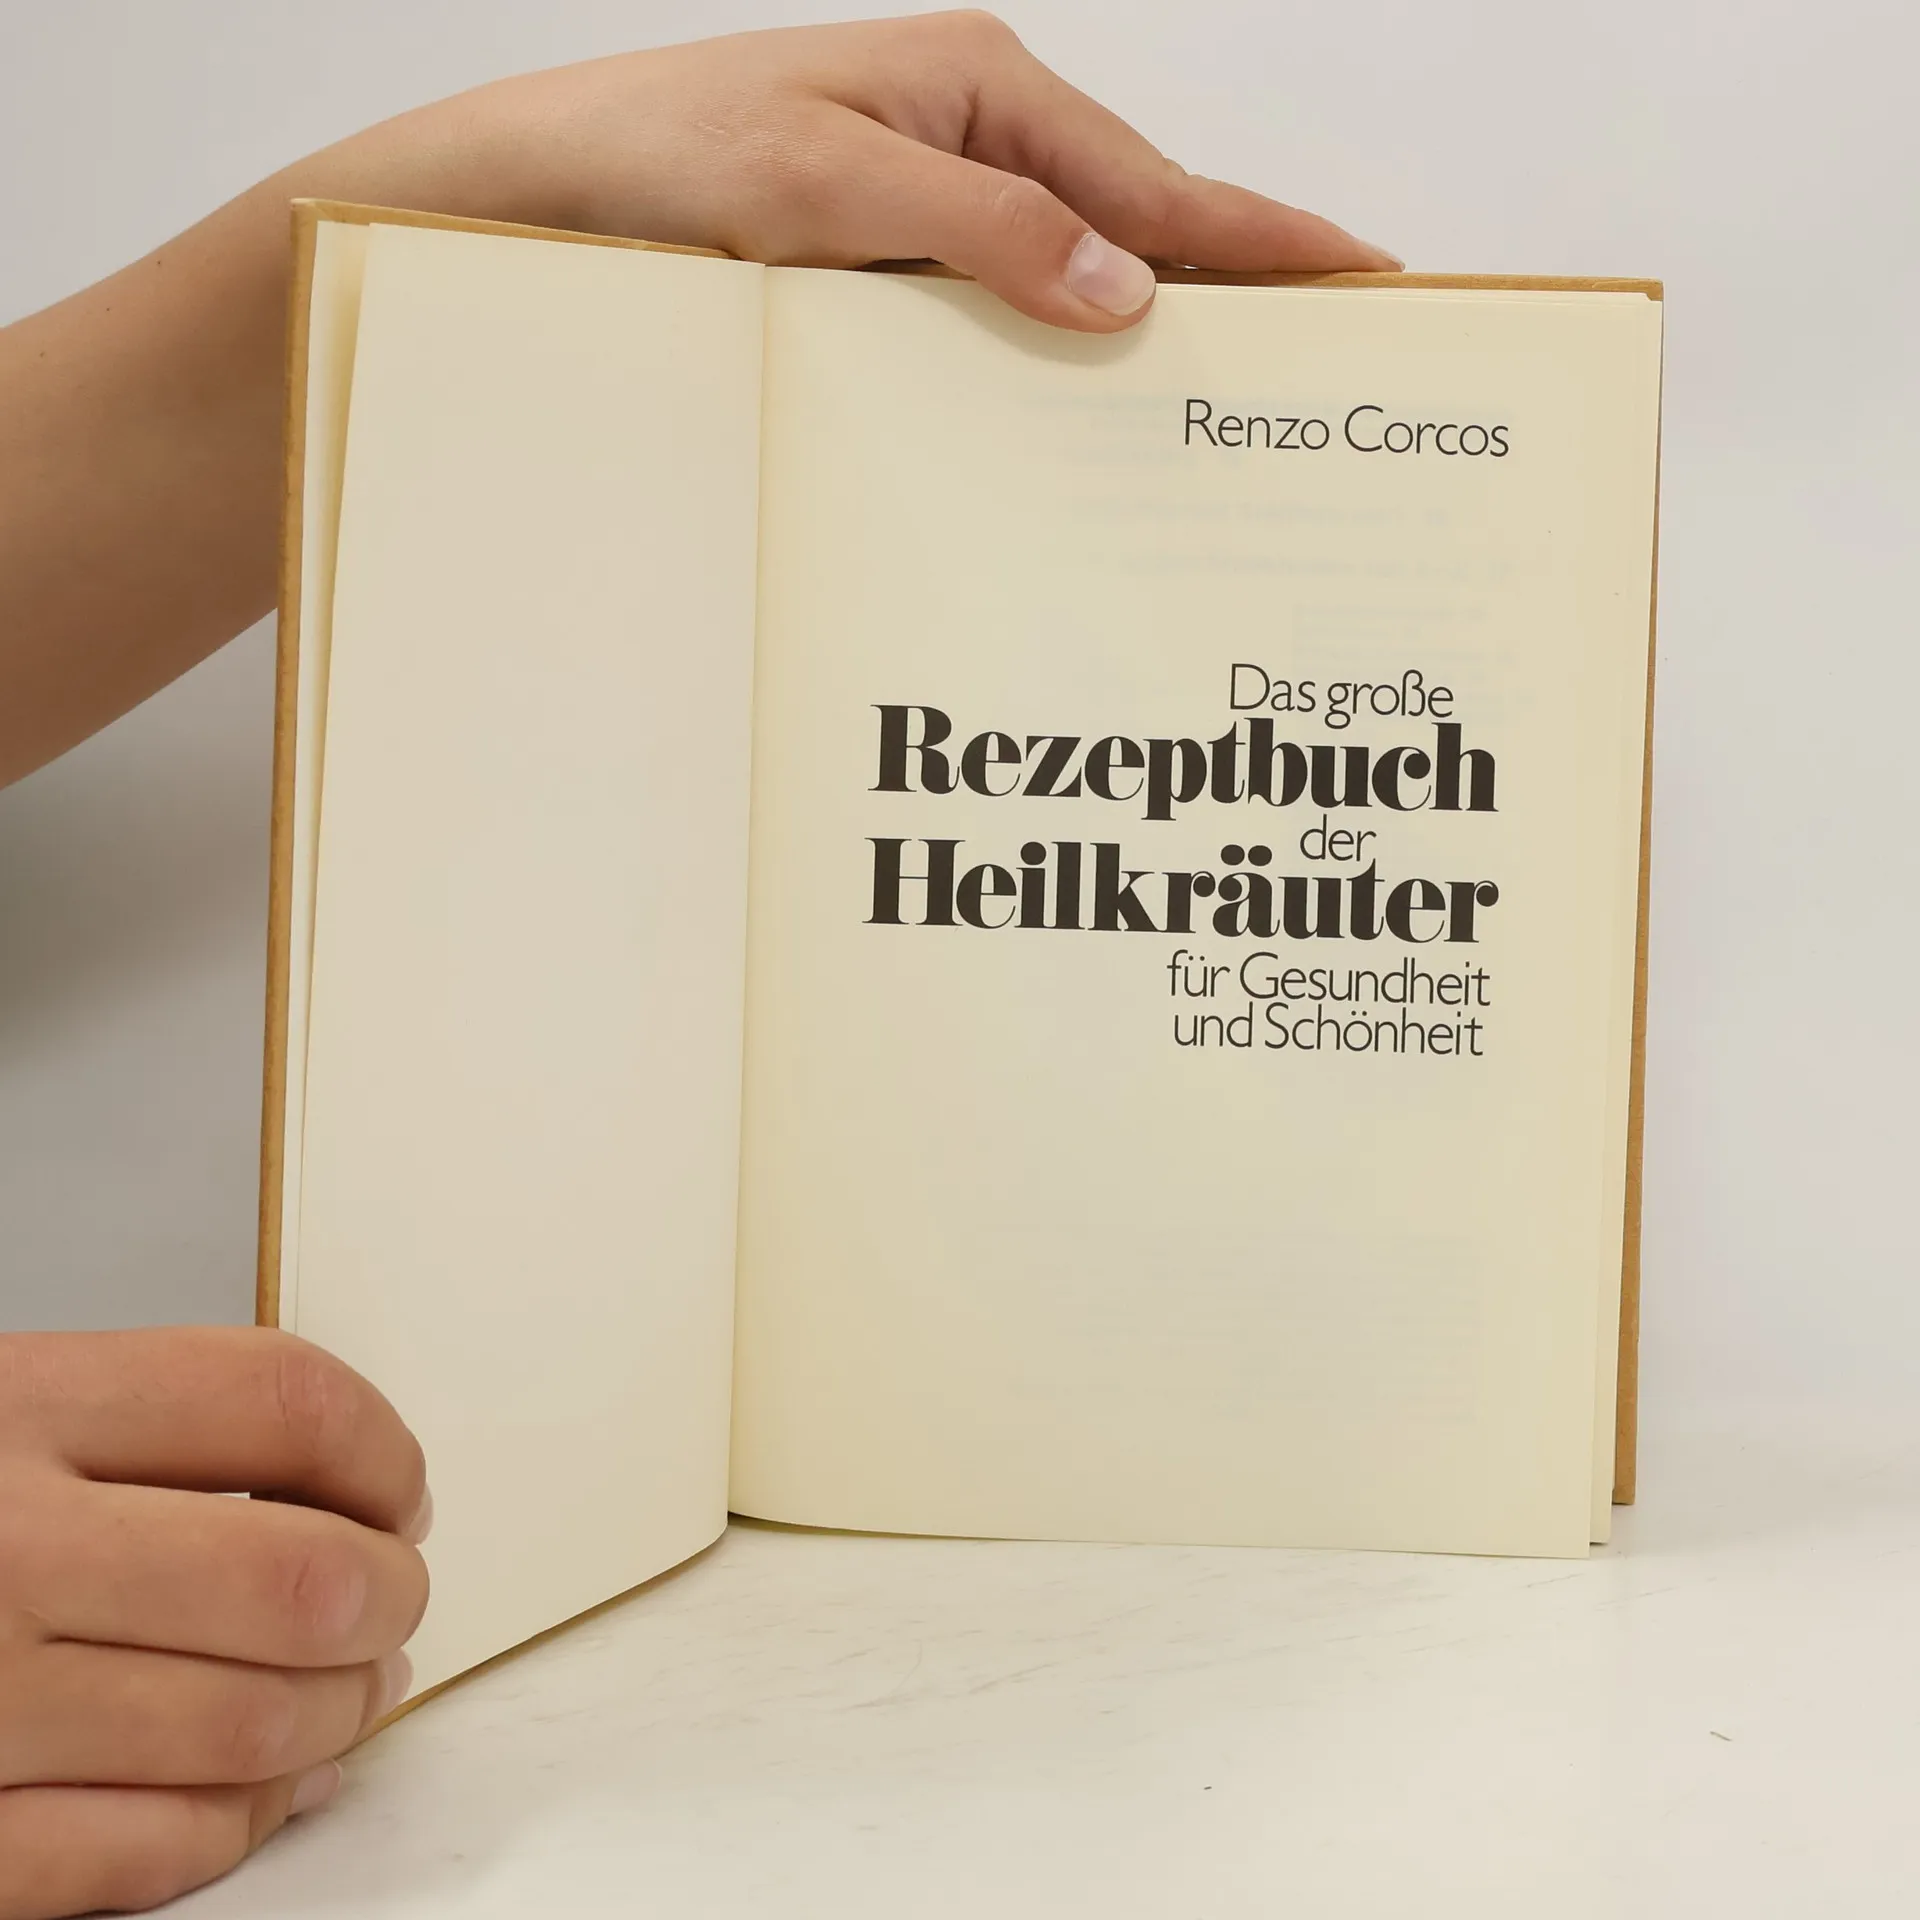 Renzo Corcos
Das große
Rezeptbuch
der
Heilkräuter
für Gesundheit
und Schönheit